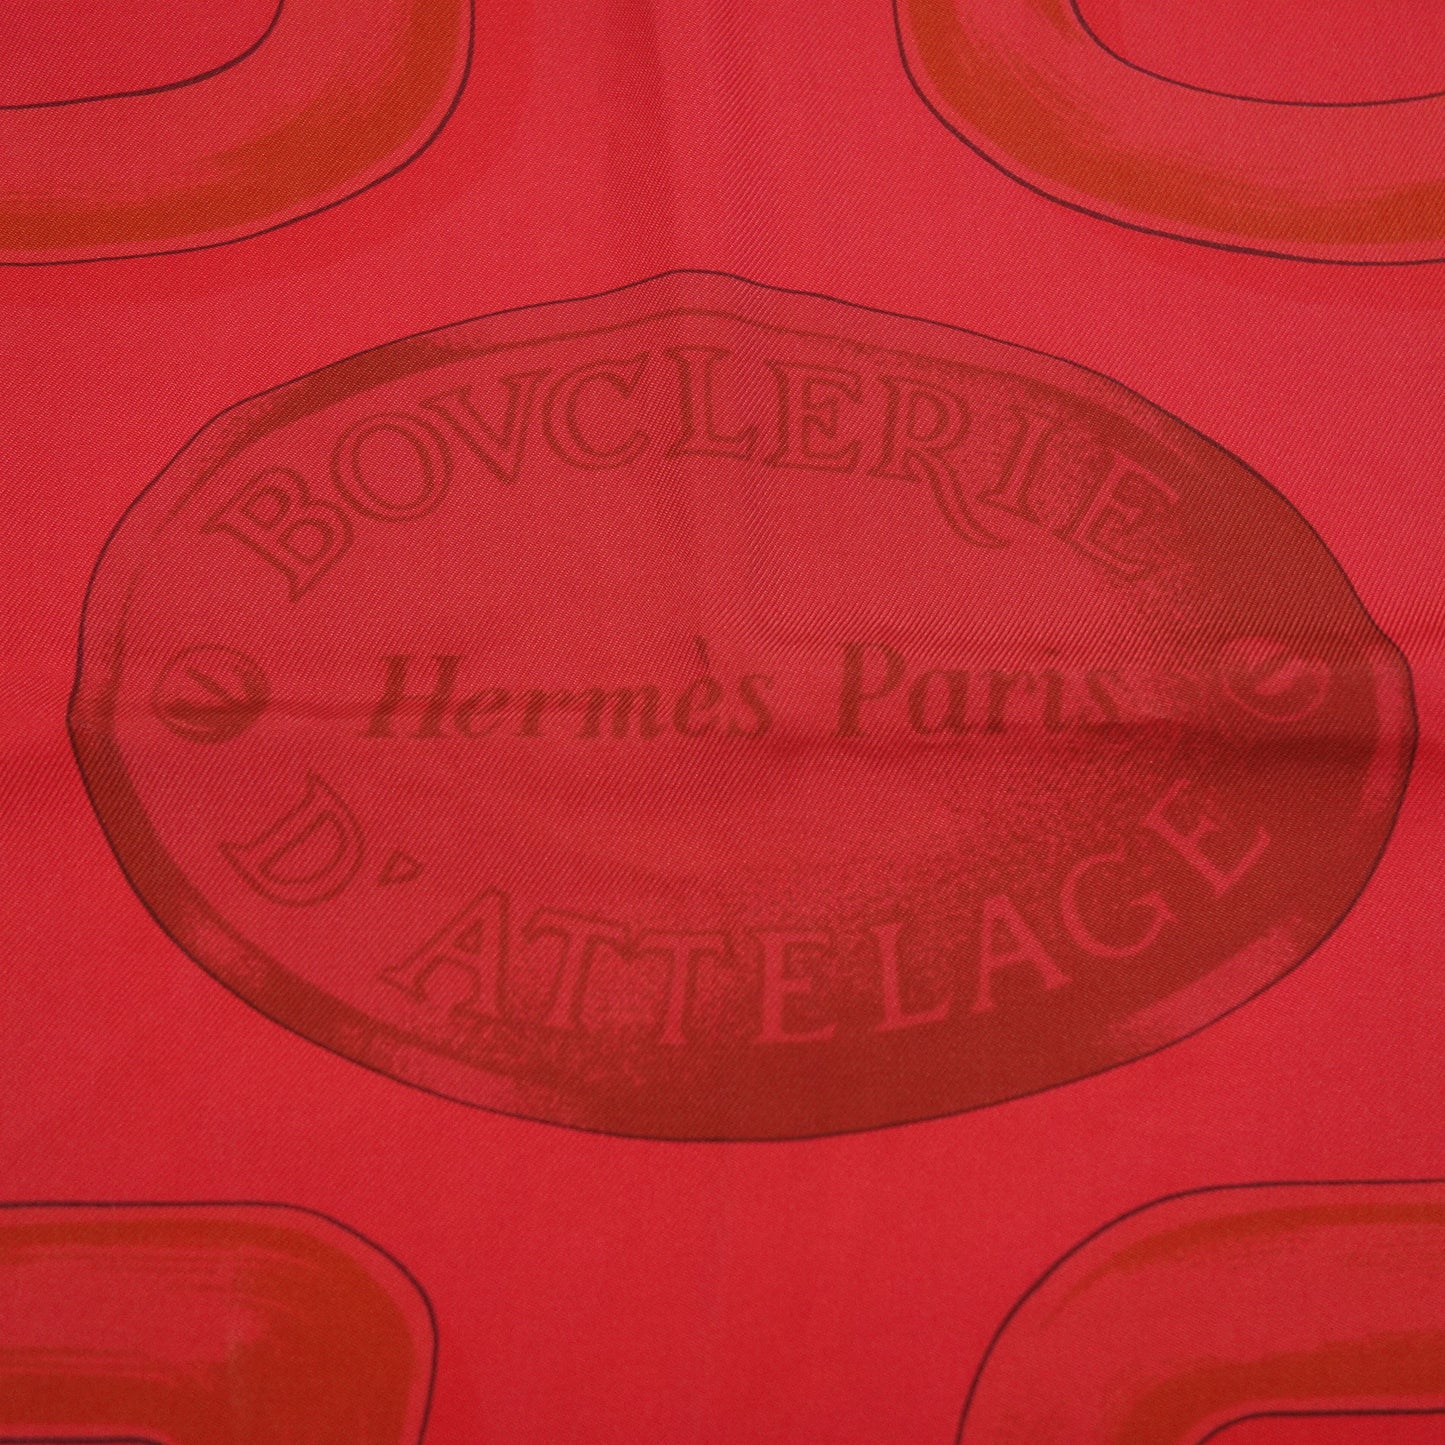 BOVCLERIE
Hermès Paris
D'ATTELAGE